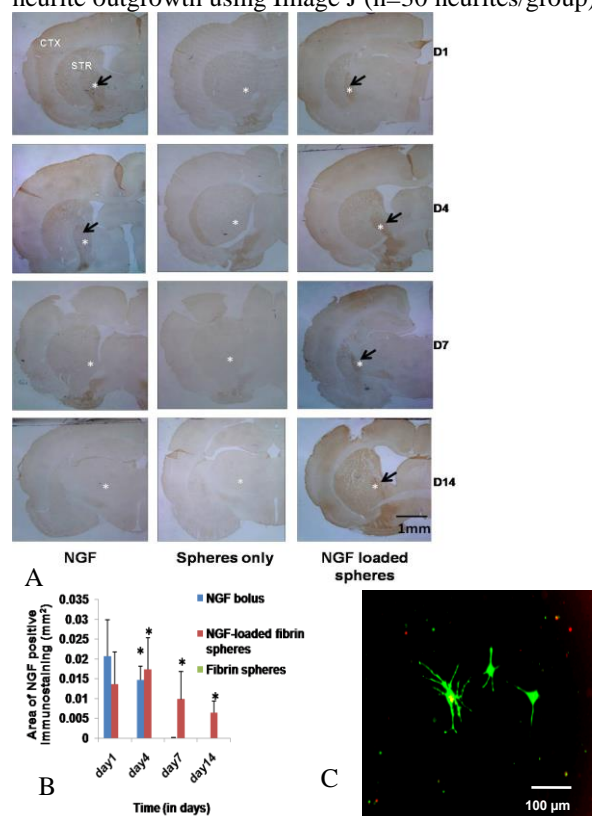 neurite outgrowth using Image J (n=30 neurites/group)
CTX
STR
*
*
*
D1
*
*
*
D4
*
*
*
D7
*
*
*
D14
1mm
NGF
Spheres only
NGF loaded
spheres
A
0.035
0.03
0.025
0.02
0.015
0.01
0.005
0
Area of NGF positive
Immunostaining (mm²)
* * * *
day1
day4
day7
day14
Time (in days)
NGF bolus
NGF-loaded fibrin
spheres
Fibrin spheres
B
100 µm
C